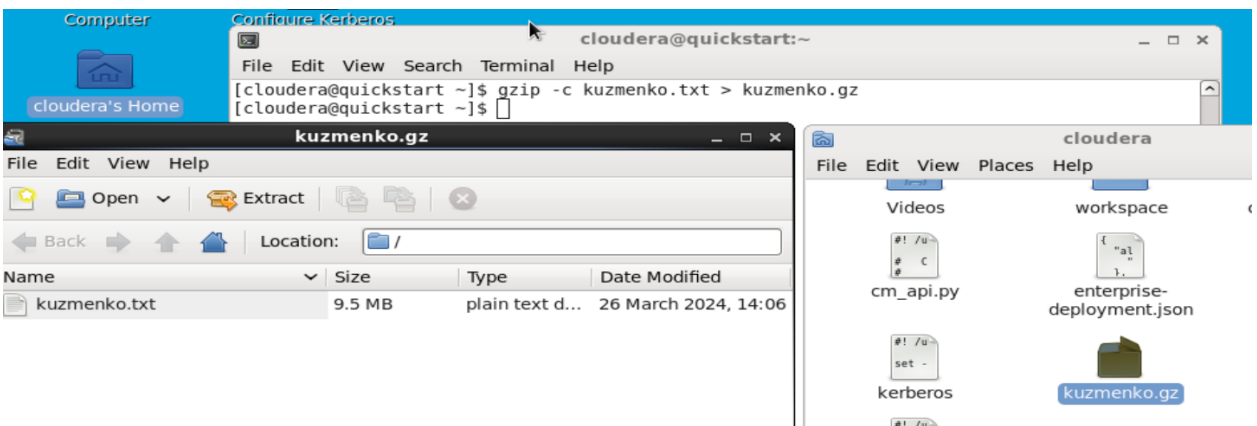 Computer
Configure Kerberos
cloudera's Home
cloudera@quickstart:~
File Edit View Search Terminal Help
[cloudera@quickstart ~]$ gzip -c kuzmenko.txt > kuzmenko.gz
[cloudera@quickstart ~]$
kuzmenko.gz
File Edit View Help
Open Extract
Back Location: /
Name Size Type Date Modified
kuzmenko.txt 9.5 MB plain text d... 26 March 2024, 14:06
cloudera
File Edit View Places Help
Videos workspace
#! /u
# C
#
{
"al
"
},
cm_api.py
enterprise-
deployment.json
#! /u
set -
kerberos
kuzmenko.gz
#! /u